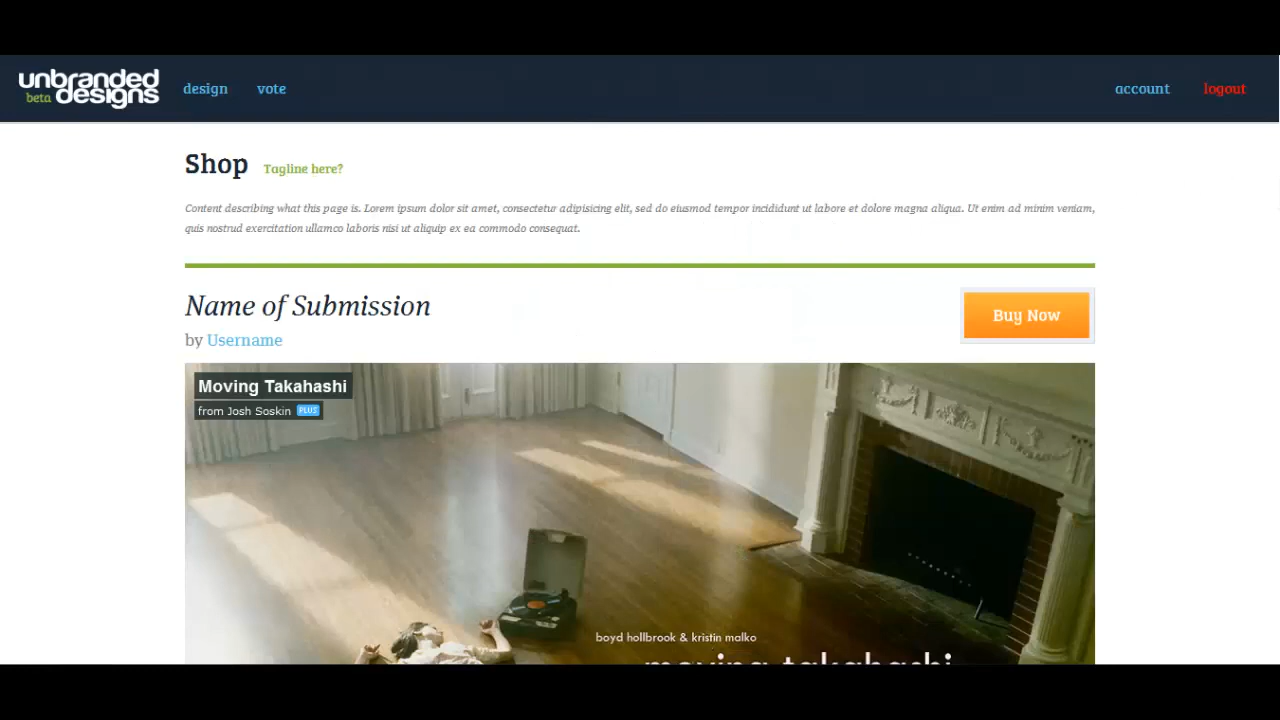 unbranded
beta designs
design
vote
account
logout
Shop
Tagline here?
Content describing what this page is. Lorem ipsum dolor sit amet, consectetur adipisicing elit, sed do eiusmod tempor incididunt ut labore et dolore magna aliqua. Ut enim ad minim veniam,
quis nostrud exercitation ullamco laboris nisi ut aliquip ex ea commodo consequat.
Name of Submission
Buy Now
by Username
Moving Takahashi
from Josh Soskin PLUS
boyd hollbrook & kristin malko
moving takahashi